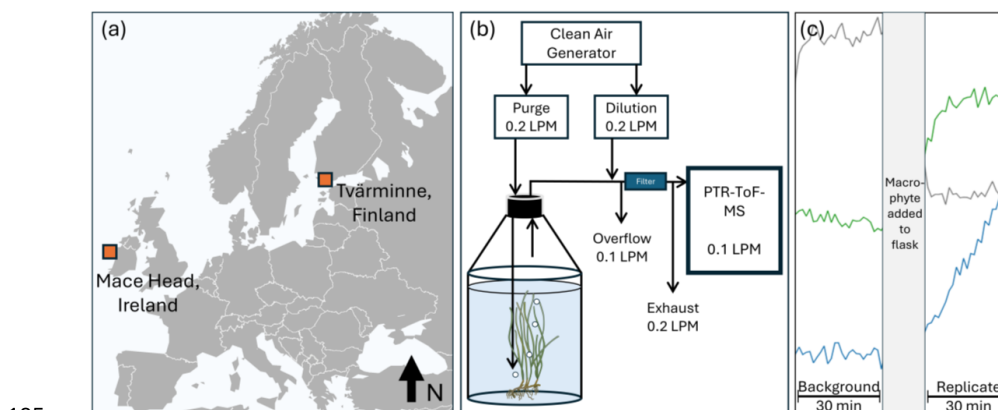 (a)
Tvärminne,
Finland
Mace Head,
Ireland
N
(b)
Clean Air
Generator
Purge
0.2 LPM
Dilution
0.2 LPM
Filter
PTR-ToF-
MS
0.1 LPM
Overflow
0.1 LPM
Exhaust
0.2 LPM
(c)
Macro-
phyte
added
to
flask
Background
30 min
Replicate
30 min